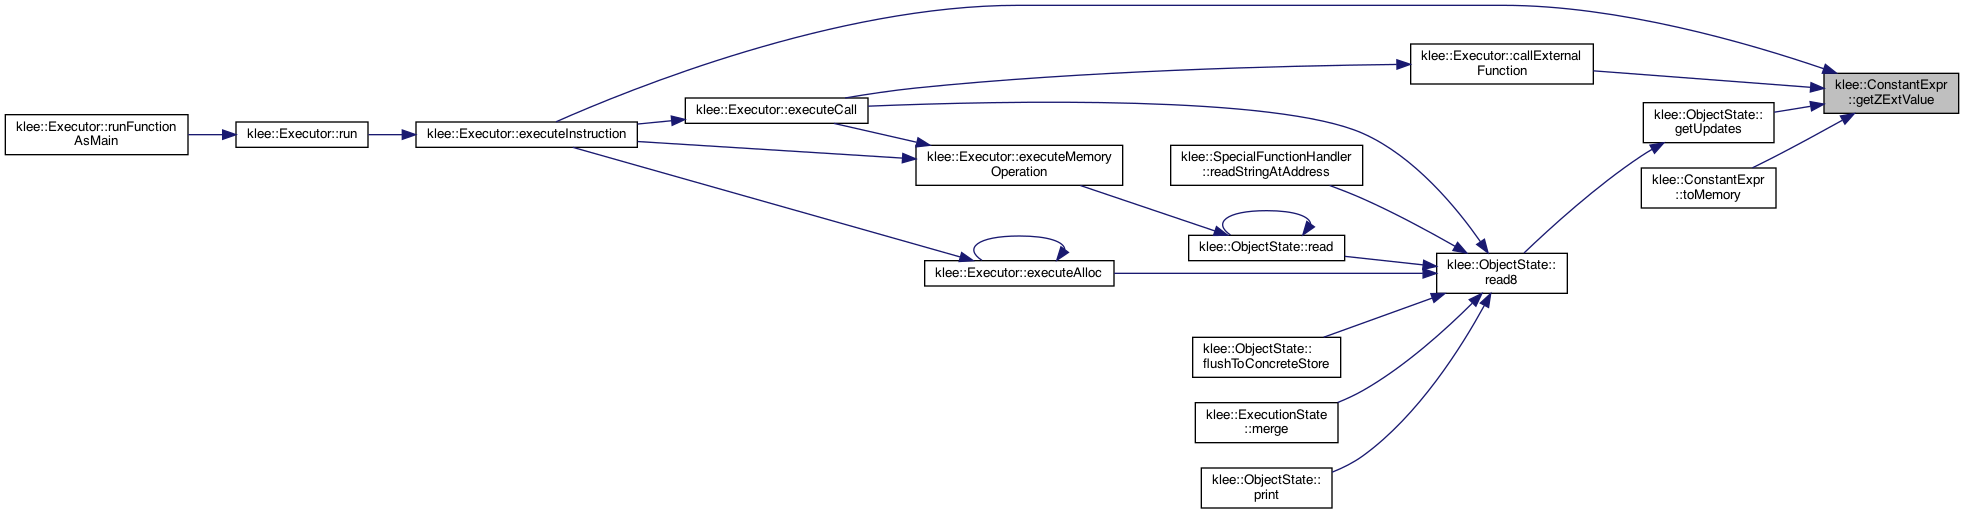 klee::Executor::runFunction
AsMain
klee::Executor::run
klee::Executor::executeInstruction
klee::Executor::executeCall
klee::Executor::executeMemory
Operation
klee::Executor::executeAlloc
klee::SpecialFunctionHandler
::readStringAtAddress
klee::ObjectState::read
klee::ObjectState::
flushToConcreteStore
klee::ExecutionState
::merge
klee::ObjectState::
print
klee::Executor::callExternal
Function
klee::ObjectState::
read8
klee::ObjectState::
getUpdates
klee::ConstantExpr
::toMemory
klee::ConstantExpr
::getZExtValue